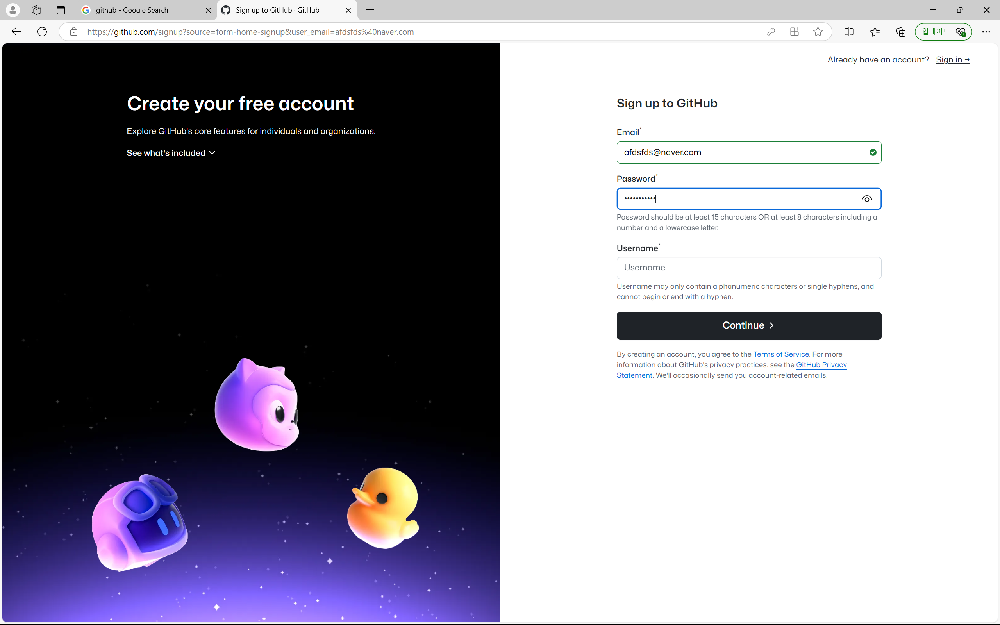 github - Google Search
Sign up to GitHub · GitHub
https://github.com/signup?source=form-home-signup&user_email=afdsfds%40naver.com
업데이트
Already have an account? Sign in →
Create your free account
Explore GitHub's core features for individuals and organizations.
See what's included
Sign up to GitHub
Email*
afdsfds@naver.com
Password*
•••••••••••
Password should be at least 15 characters OR at least 8 characters including a
number and a lowercase letter.
Username*
Username
Username may only contain alphanumeric characters or single hyphens, and
cannot begin or end with a hyphen.
Continue
By creating an account, you agree to the Terms of Service. For more
information about GitHub's privacy practices, see the GitHub Privacy
Statement. We'll occasionally send you account-related emails.